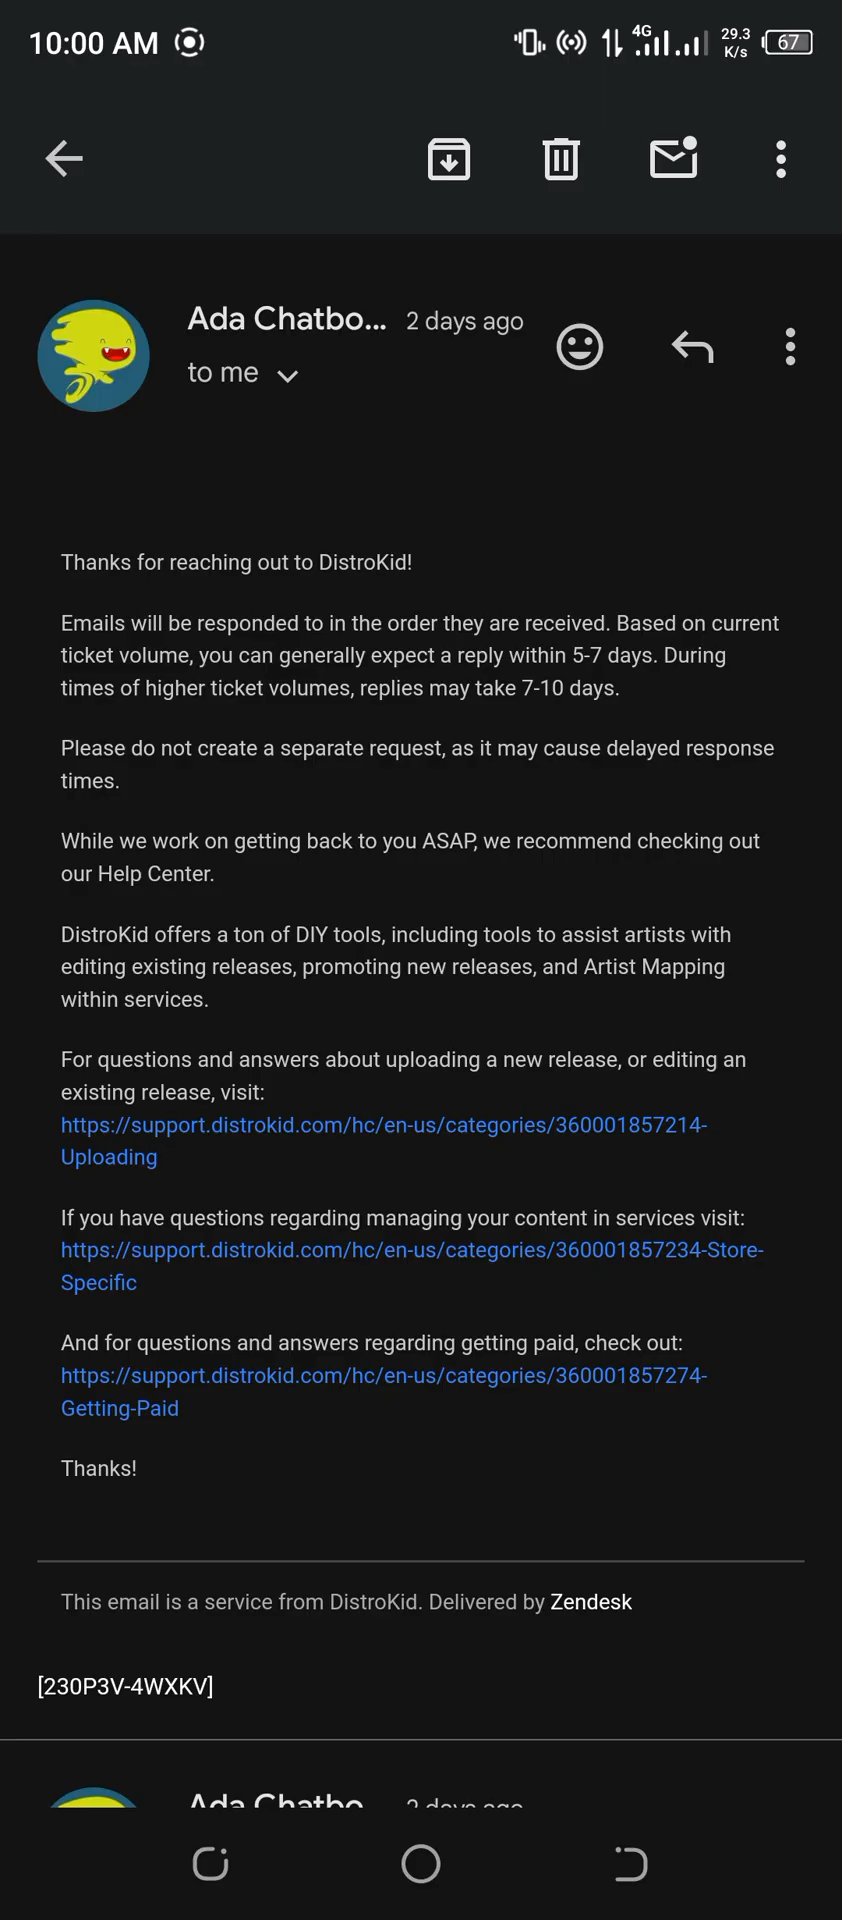 10:00 AM
4G
29.3
K/s
67
Ada Chatbo... 2 days ago
to me
Thanks for reaching out to DistroKid!
Emails will be responded to in the order they are received. Based on current
ticket volume, you can generally expect a reply within 5-7 days. During
times of higher ticket volumes, replies may take 7-10 days.
Please do not create a separate request, as it may cause delayed response
times.
While we work on getting back to you ASAP, we recommend checking out
our Help Center.
DistroKid offers a ton of DIY tools, including tools to assist artists with
editing existing releases, promoting new releases, and Artist Mapping
within services.
For questions and answers about uploading a new release, or editing an
existing release, visit:
https://support.distrokid.com/hc/en-us/categories/360001857214-
Uploading
If you have questions regarding managing your content in services visit:
https://support.distrokid.com/hc/en-us/categories/360001857234-Store-
Specific
And for questions and answers regarding getting paid, check out:
https://support.distrokid.com/hc/en-us/categories/360001857274-
Getting-Paid
Thanks!
This email is a service from DistroKid. Delivered by Zendesk
[230P3V-4WXKV]
Ada Chatbo 2 days ago